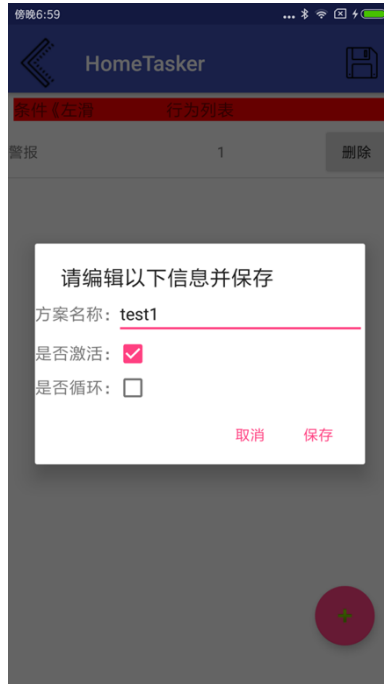 傍晚6:59
HomeTasker
条件《左滑 行为列表
警报 1 删除
请编辑以下信息并保存
方案名称：test1
是否激活：
是否循环：
取消 保存
+